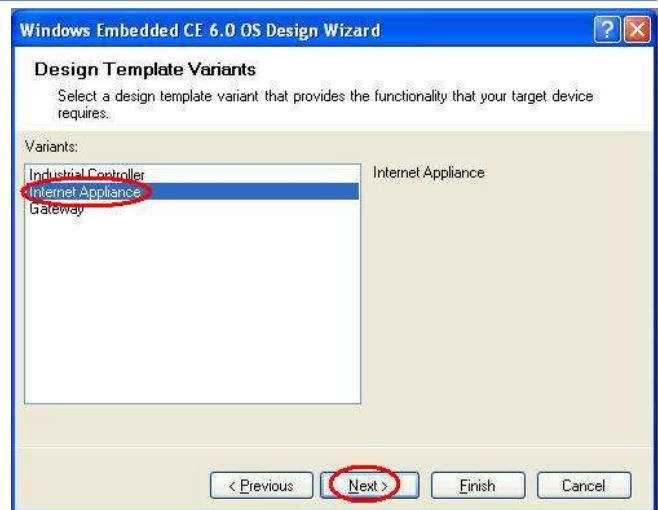 Windows Embedded CE 6.0 OS Design Wizard
Design Template Variants
Select a design template variant that provides the functionality that your target device
requires.
Variants:
Industrial Controller
Internet Appliance
Gateway
Internet Appliance
< Previous
Next >
Finish
Cancel